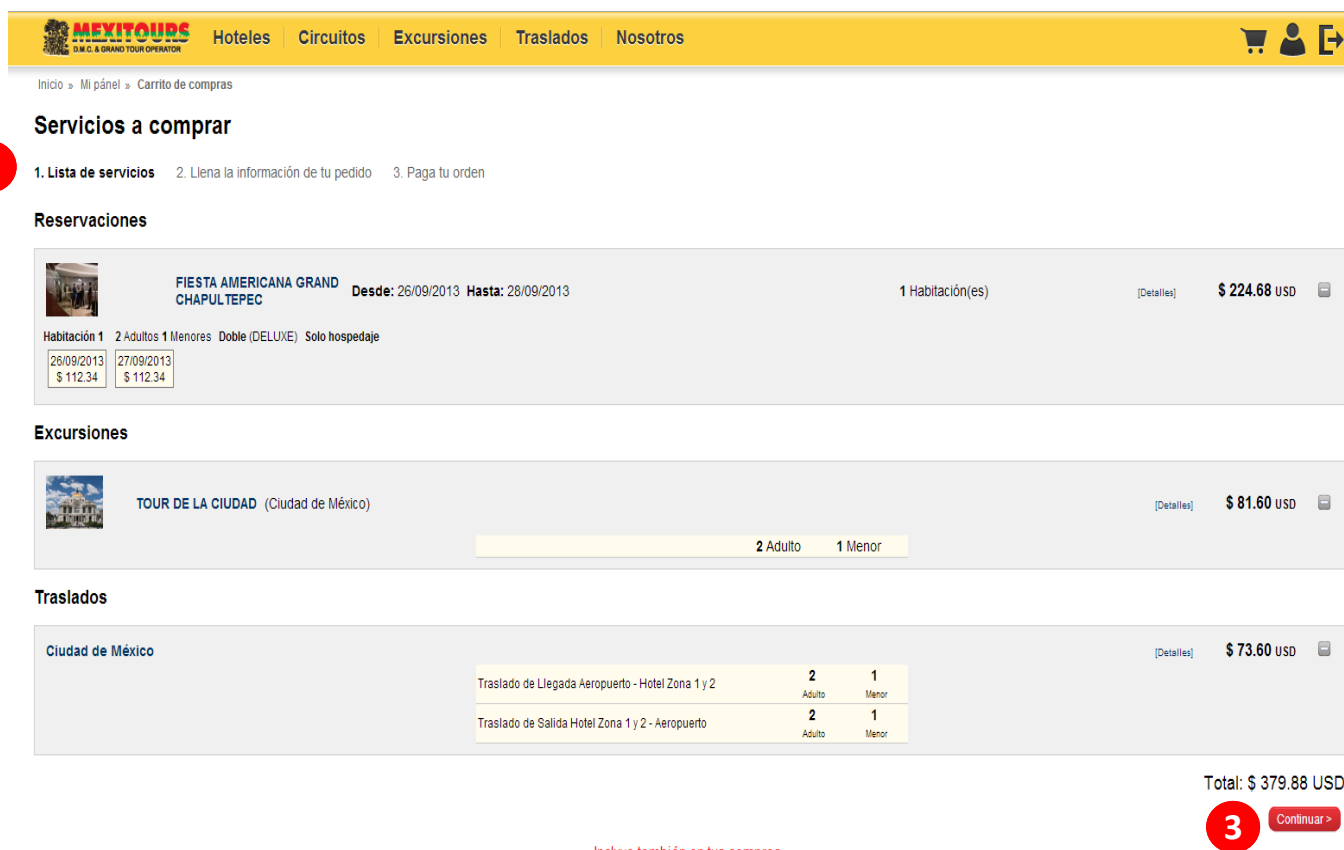 MEXITOURS
D.M.C. & GRAND TOUR OPERATOR
Hoteles Circuitos Excursiones Traslados Nosotros
Inicio » Mi pánel » Carrito de compras
Servicios a comprar
1. Lista de servicios 2. Llena la información de tu pedido 3. Paga tu orden
Reservaciones
FIESTA AMERICANA GRAND CHAPULTEPEC Desde: 26/09/2013 Hasta: 28/09/2013 1 Habitación(es) [Detalles] $ 224.68 USD
Habitación 1 2 Adultos 1 Menores Doble (DELUXE) Solo hospedaje
26/09/2013 27/09/2013
$ 112.34 $ 112.34
Excursiones
TOUR DE LA CIUDAD (Ciudad de México) [Detalles] $ 81.60 USD
2 Adulto 1 Menor
Traslados
Ciudad de México [Detalles] $ 73.60 USD
Traslado de Llegada Aeropuerto - Hotel Zona 1 y 2 2 Adulto 1 Menor
Traslado de Salida Hotel Zona 1 y 2 - Aeropuerto 2 Adulto 1 Menor
Total: $ 379.88 USD
3 Continuar >